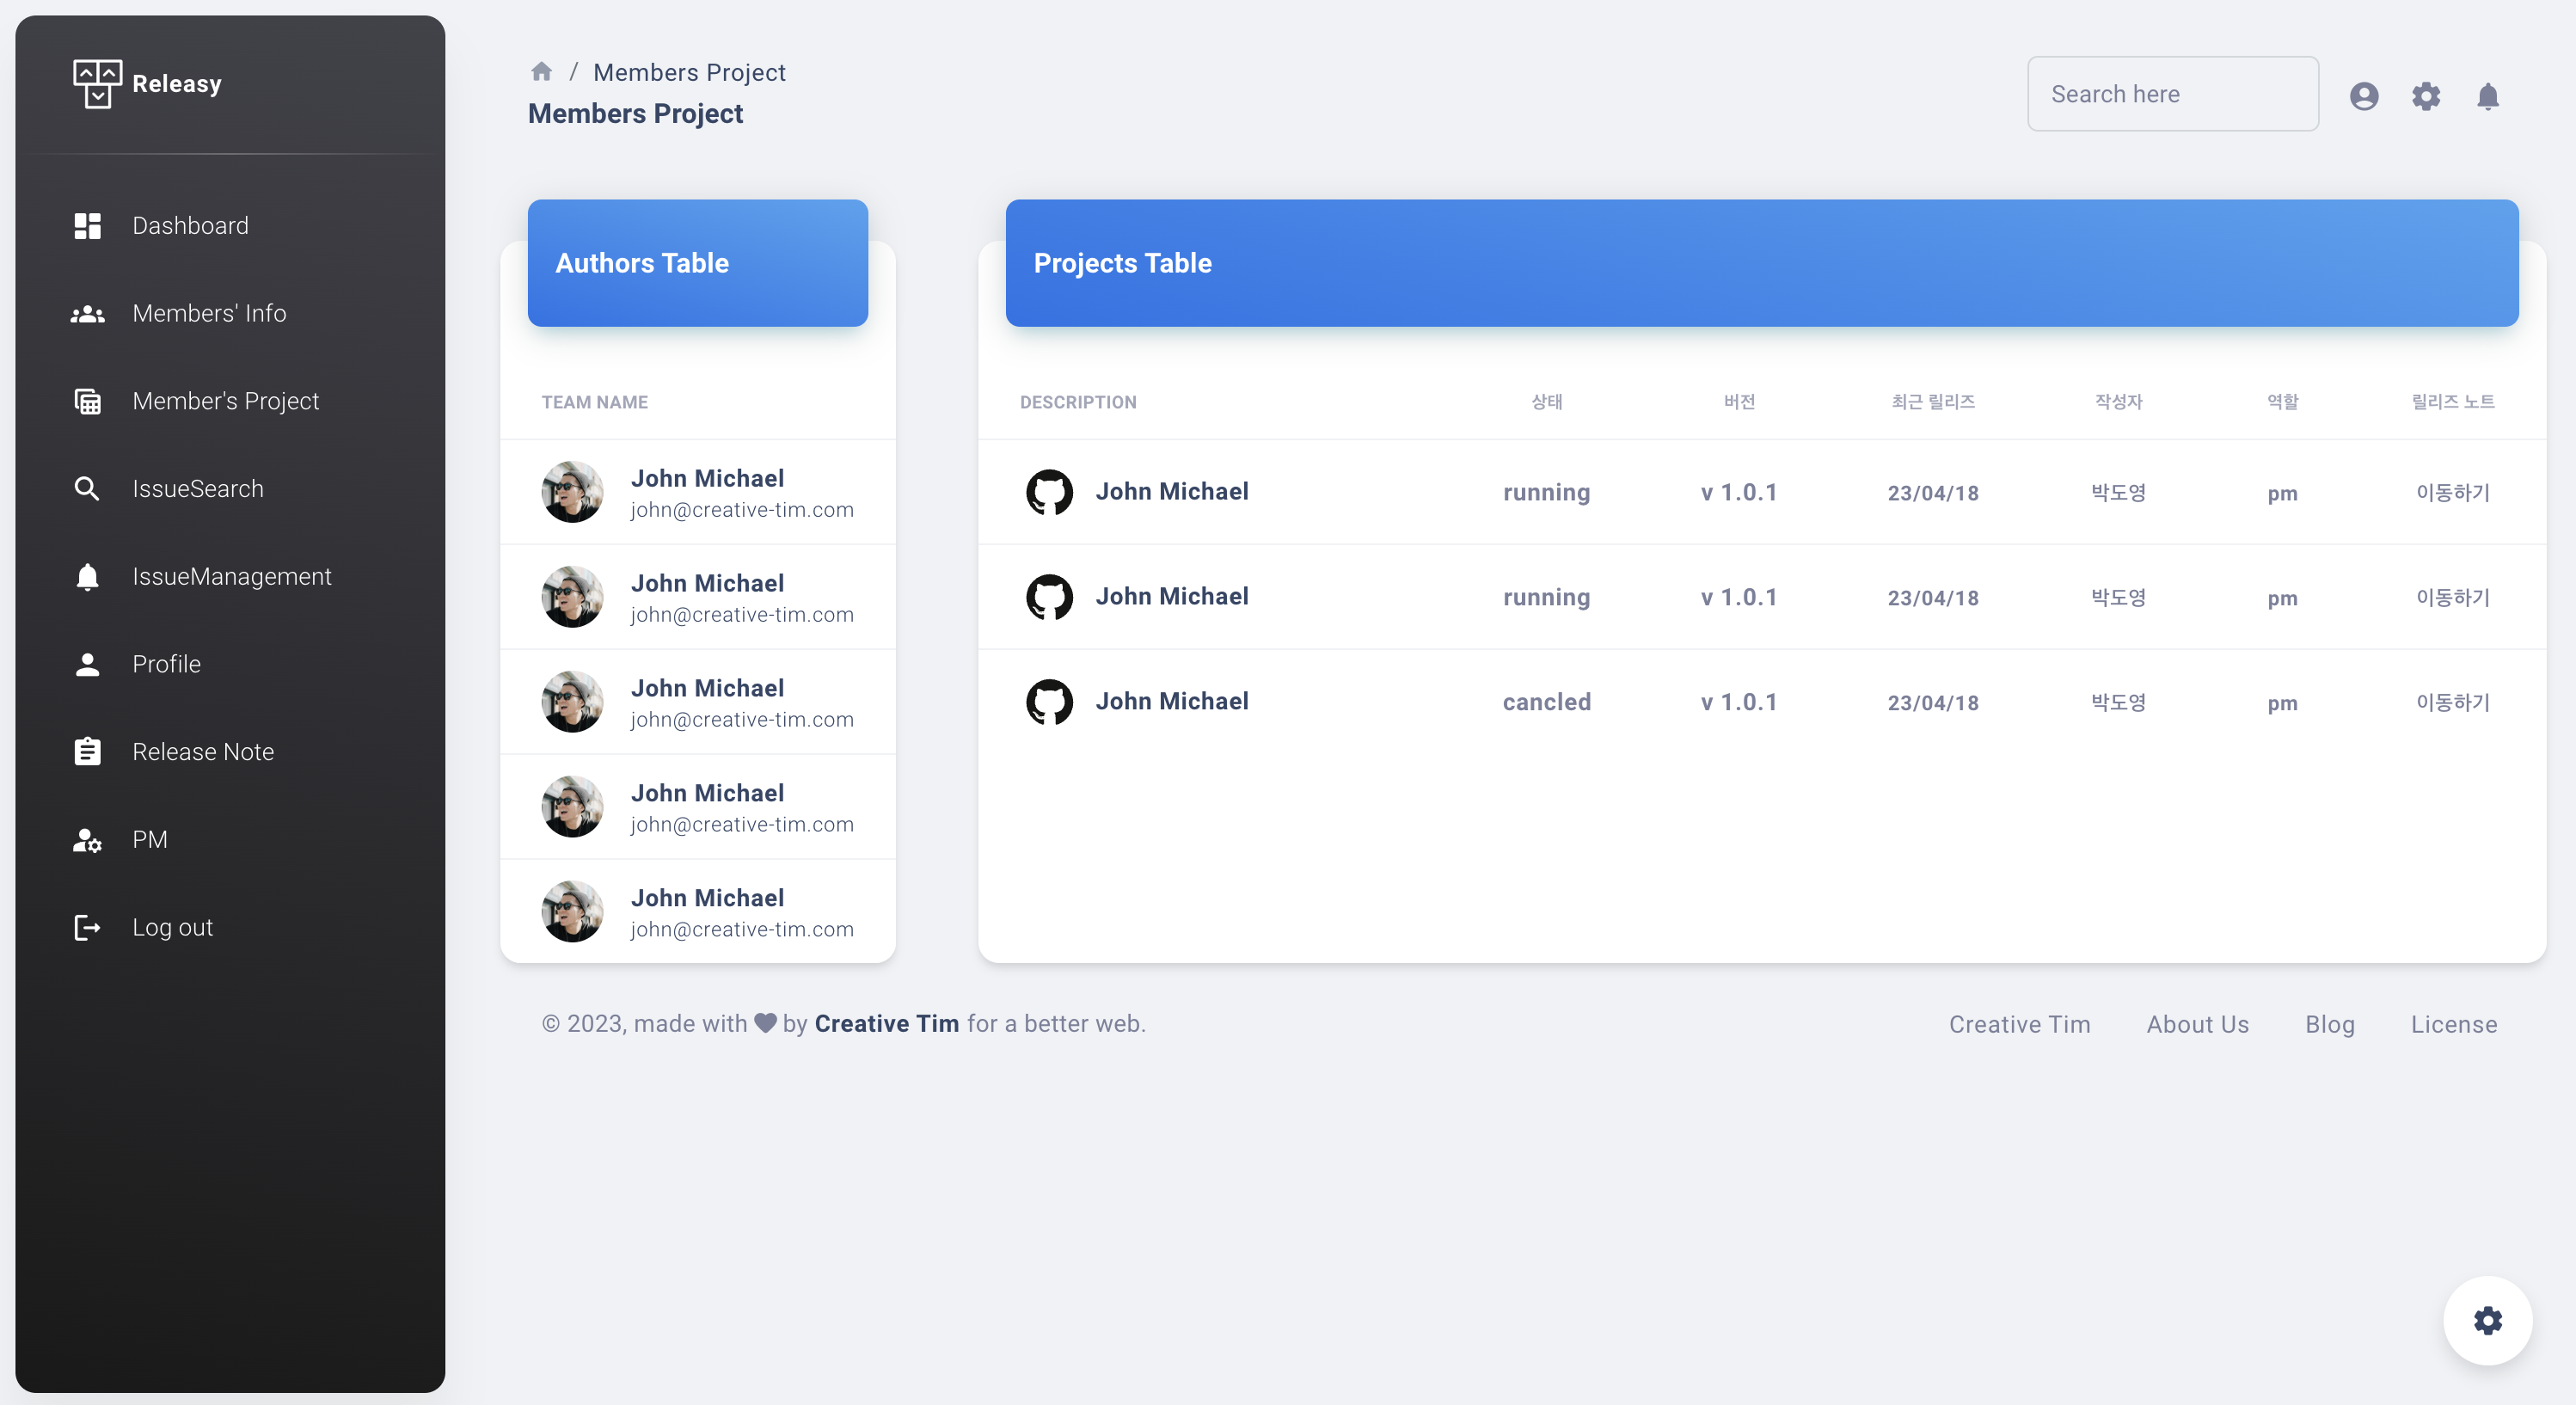 Releasy
Dashboard
Members' Info
Member's Project
IssueSearch
IssueManagement
Profile
Release Note
PM
Log out
/ Members Project
Members Project
Search here
Authors Table
TEAM NAME
John Michael
john@creative-tim.com
John Michael
john@creative-tim.com
John Michael
john@creative-tim.com
John Michael
john@creative-tim.com
John Michael
john@creative-tim.com
Projects Table
DESCRIPTION 상태 버전 최근 릴리즈 작성자 역할 릴리즈 노트
John Michael running v 1.0.1 23/04/18 박도영 pm 이동하기
John Michael running v 1.0.1 23/04/18 박도영 pm 이동하기
John Michael cancled v 1.0.1 23/04/18 박도영 pm 이동하기
© 2023, made with by Creative Tim for a better web.
Creative Tim About Us Blog License